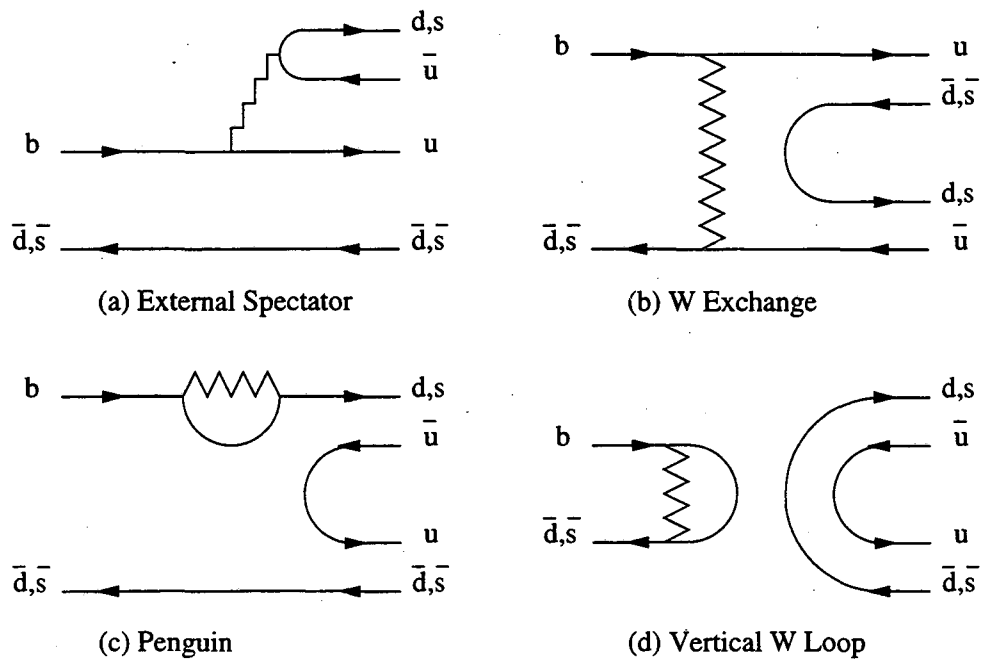 d,s
u̅
b
u
d̅,s̅
d̅,s̅
(a) External Spectator
b
u
d̅,s̅
d,s
d̅,s̅
u̅
(b) W Exchange
b
d,s
u̅
u
d̅,s̅
d̅,s̅
(c) Penguin
d,s
b
u̅
d̅,s̅
u
d̅,s̅
(d) Vertical W Loop